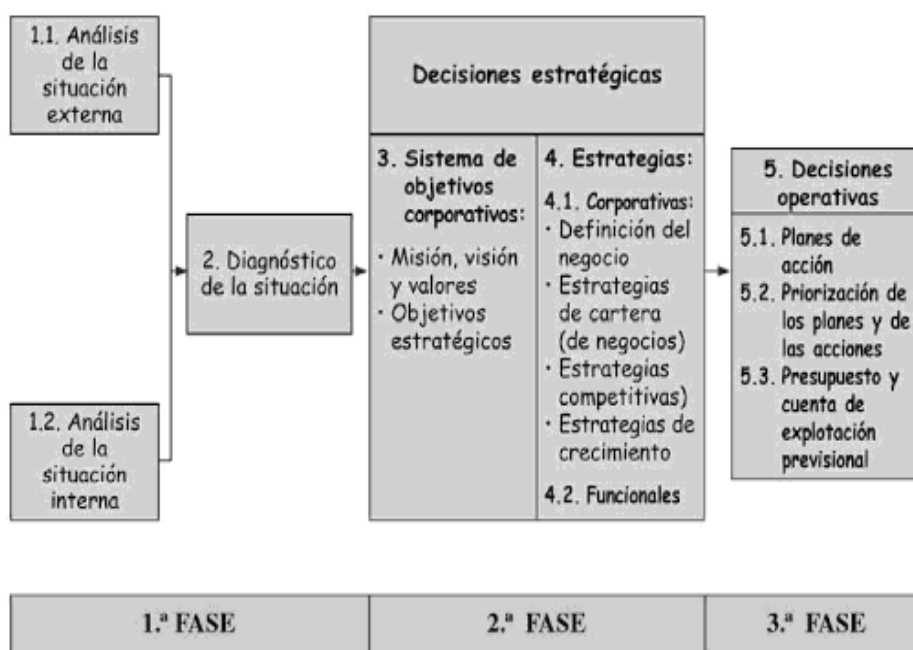 1.1. Análisis
de la
situación
externa
1.2. Análisis
de la
situación
interna
2. Diagnóstico
de la situación
Decisiones estratégicas
3. Sistema de
objetivos
corporativos:
· Misión, visión
y valores
· Objetivos
estratégicos
4. Estrategias:
4.1. Corporativas:
· Definición del
negocio
· Estrategias
de cartera
(de negocios)
· Estrategias
competitivas)
· Estrategias de
crecimiento
4.2. Funcionales
5. Decisiones
operativas
5.1. Planes de
acción
5.2. Priorización de
los planes y de
las acciones
5.3. Presupuesto y
cuenta de
explotación
previsional
1.ª FASE
2.ª FASE
3.ª FASE